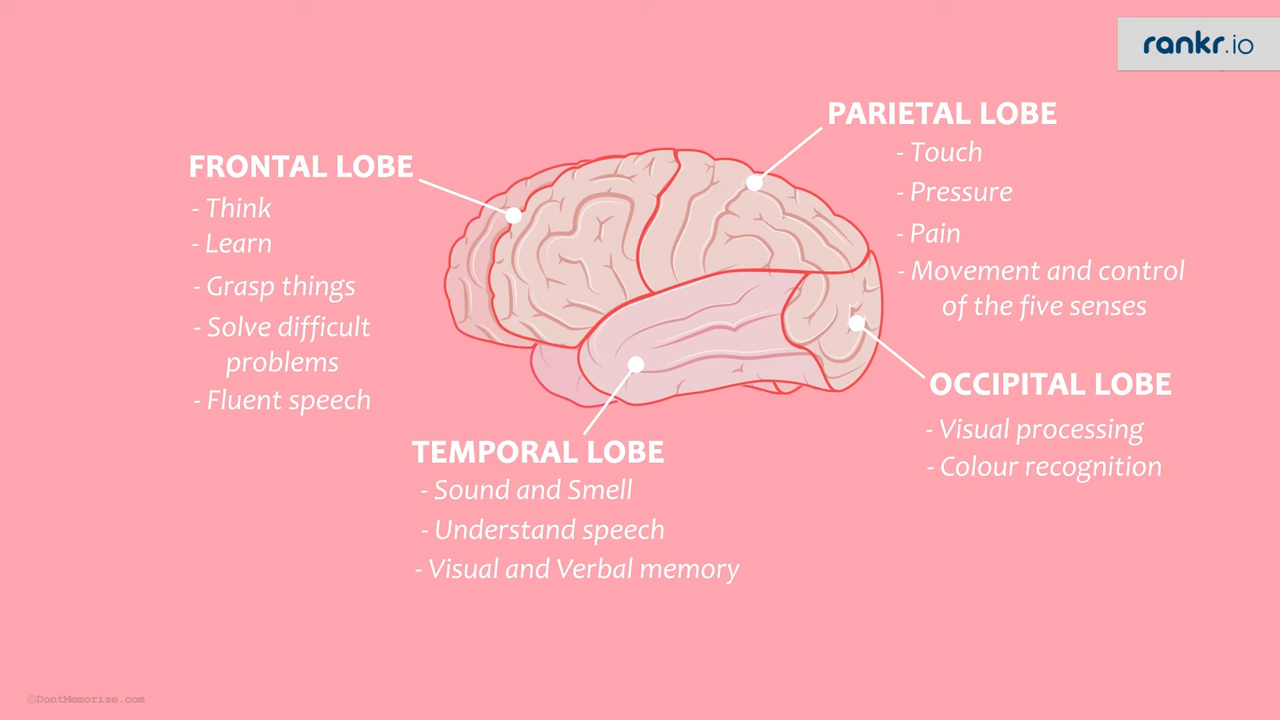 rankr.io
FRONTAL LOBE
- Think
- Learn
- Grasp things
- Solve difficult
problems
- Fluent speech
PARIETAL LOBE
- Touch
- Pressure
- Pain
- Movement and control
of the five senses
OCCIPITAL LOBE
- Visual processing
- Colour recognition
TEMPORAL LOBE
- Sound and Smell
- Understand speech
- Visual and Verbal memory
©DontMemorise.com